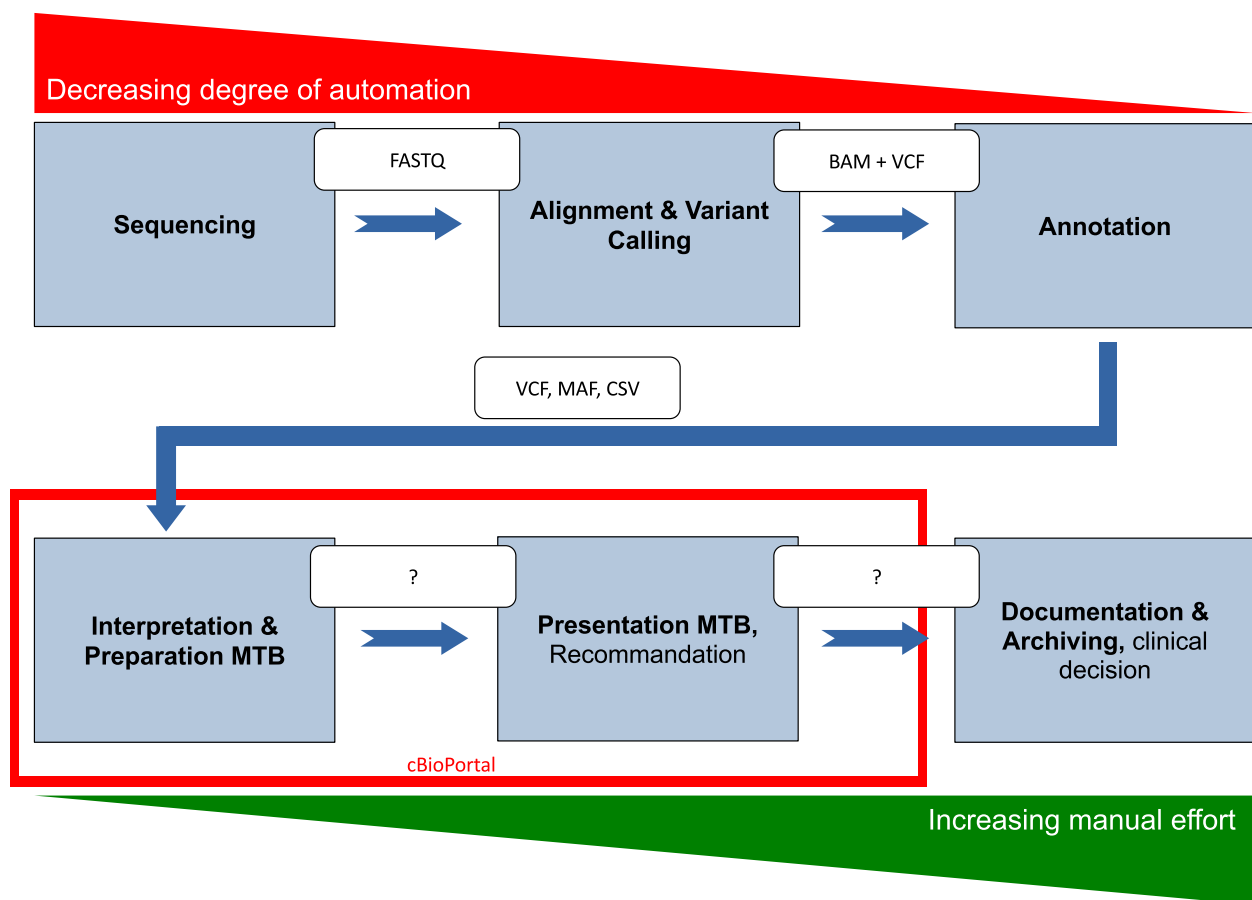 Decreasing degree of automation
FASTQ
BAM + VCF
Sequencing
Alignment & Variant
Calling
Annotation
VCF, MAF, CSV
?
?
Interpretation &
Preparation MTB
Presentation MTB,
Recommandation
Documentation &
Archiving, clinical
decision
cBioPortal
Increasing manual effort